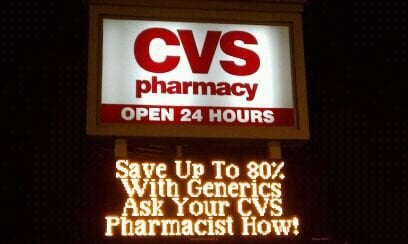 CVS
pharmacy
OPEN 24 HOURS
Save Up To 80%
With Generics
Ask Your CVS
Pharmacist How!